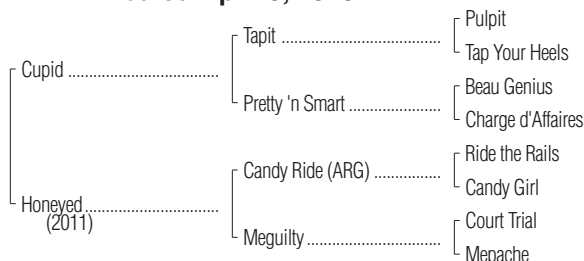 Pulpit
Tapit ..........................................
Tap Your Heels
Cupid ............................................
Beau Genius
Pretty 'n Smart ..........................
Charge d'Affaires
Ride the Rails
Candy Ride (ARG) ...................
Candy Girl
Honeyed.......................................
(2011)
Court Trial
Meguilty......................................
Mepache